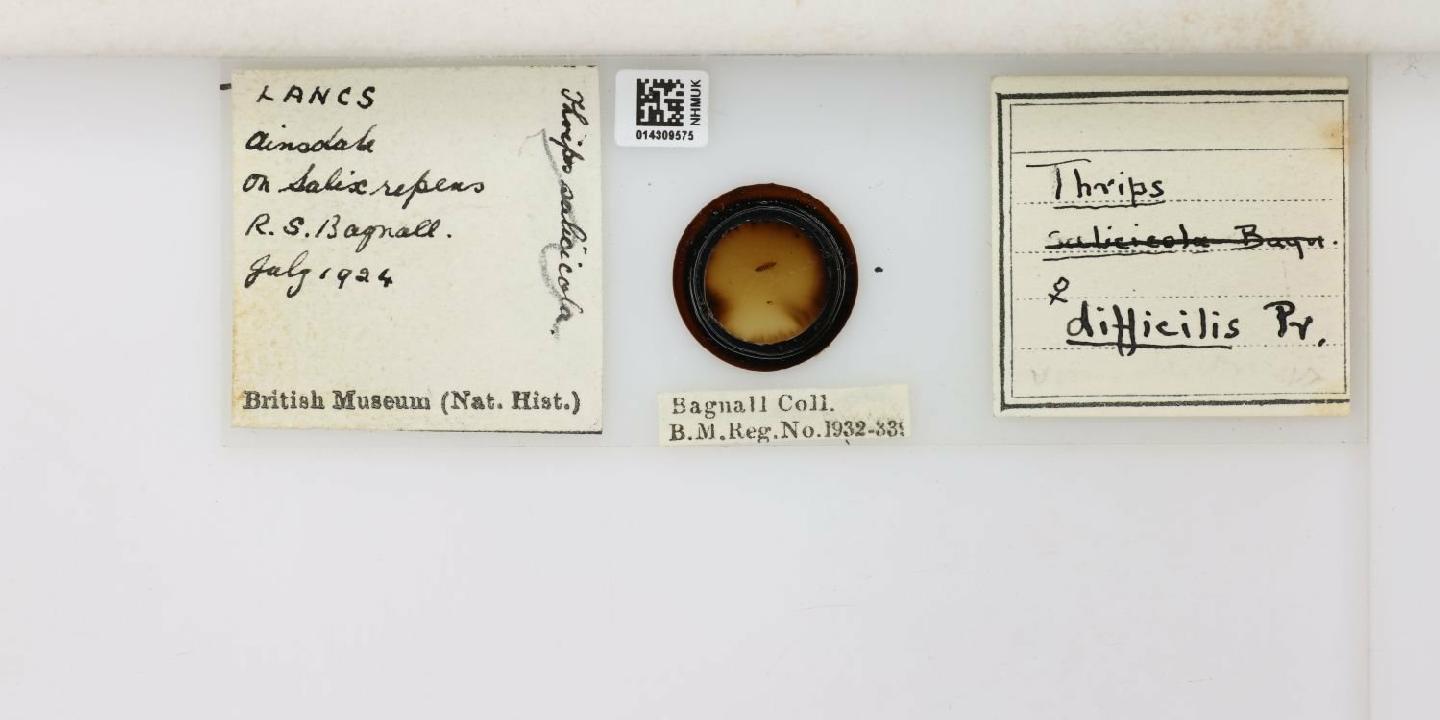 LANCS
Ainsdale
on Salix repens
R. S. Bagnall.
July 1924
British Museum (Nat. Hist.)
Thrips salicicola.
NHMUK
014309575
Bagnall Coll.
B.M.Reg.No.1932-339
Thrips
salicicola Bagn.
♀
difficilis Pr.